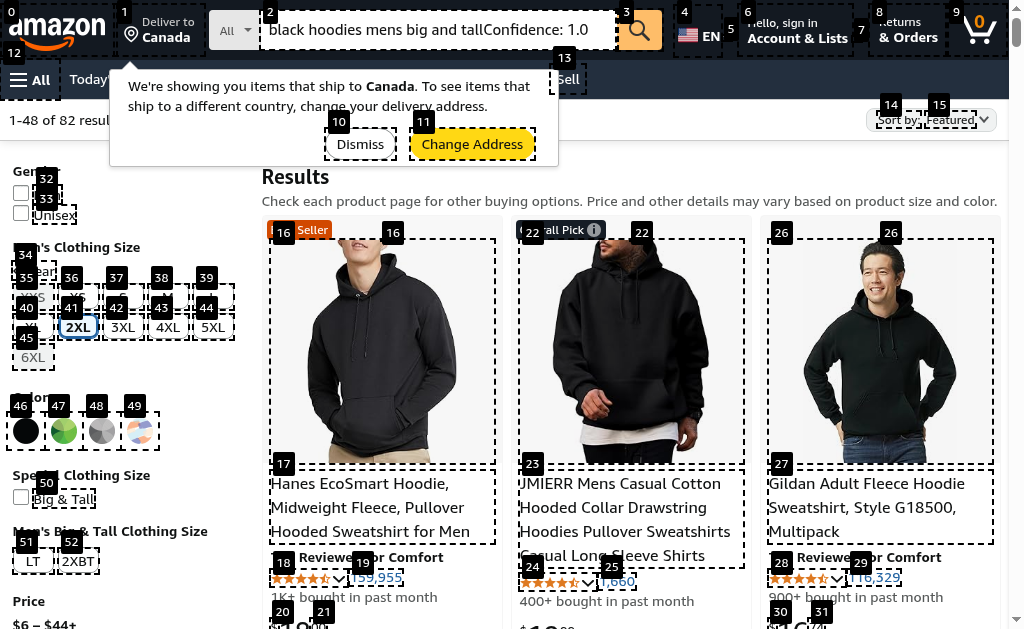 0 1 2 3 4 5 6 7 8 9
amazon
Deliver to
Canada
All
black hoodies mens big and tallConfidence: 1.0
EN
Hello, sign in
Account & Lists
Returns
& Orders
0
12
All
Today'
13
Sell
We're showing you items that ship to Canada. To see items that
ship to a different country, change your delivery address.
10
Dismiss
11
Change Address
1-48 of 82 resul
14
Sort by:
15
Featured
Results
Check each product page for other buying options. Price and other details may vary based on product size and color.
32
33
Unisex
Men's Clothing Size
34
35 36 37 38 39
40 41 42 43 44
2XL 3XL 4XL 5XL
45
6XL
46 47 48 49
Special Clothing Size
50
Big & Tall
Men's Big & Tall Clothing Size
51 52
LT 2XBT
Price
$6 – $44+
Seller
16 16
17
Hanes EcoSmart Hoodie,
Midweight Fleece, Pullover
Hooded Sweatshirt for Men
Reviewed for Comfort
18 19
159,955
1K+ bought in past month
20 21
Overall Pick
22 22
23
JMIERR Mens Casual Cotton
Hooded Collar Drawstring
Hoodies Pullover Sweatshirts
Casual Long Sleeve Shirts
24 25
1,660
400+ bought in past month
26 26
27
Gildan Adult Fleece Hoodie
Sweatshirt, Style G18500,
Multipack
Reviewed for Comfort
28 29
116,329
900+ bought in past month
30 31